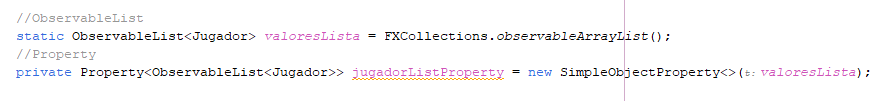 //ObservableList
static ObservableList<Jugador> valoresLista = FXCollections.observableArrayList();
//Property
private Property<ObservableList<Jugador>> jugadorListProperty = new SimpleObjectProperty<>(t: valoresLista);